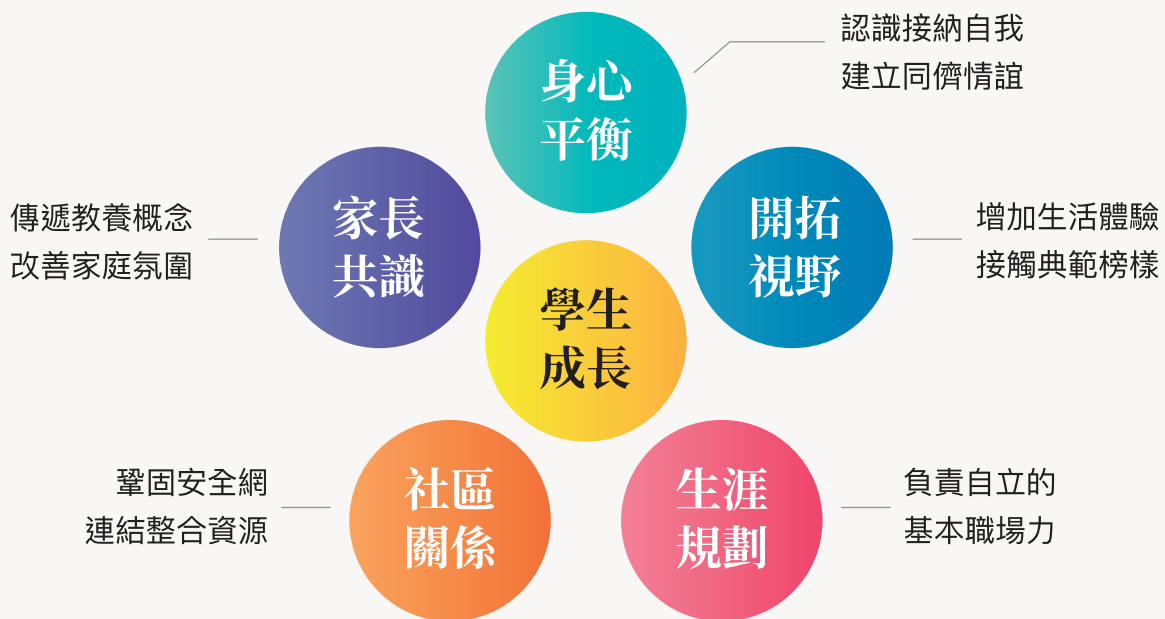 身心
平衡
認識接納自我
建立同儕情誼
家長
共識
傳遞教養概念
改善家庭氛圍
開拓
視野
增加生活體驗
接觸典範榜樣
學生
成長
社區
關係
鞏固安全網
連結整合資源
生涯
規劃
負責自立的
基本職場力